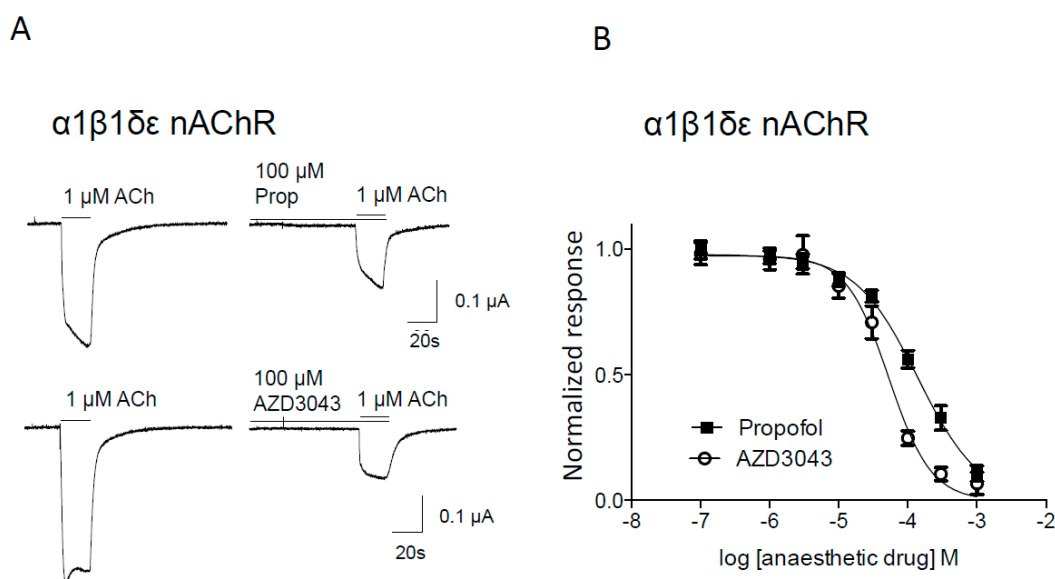 A
α1β1δε nAChR
1 µM ACh
100 µM
Prop
1 µM ACh
0.1 µA
20s
1 µM ACh
100 µM
AZD3043
1 µM ACh
0.1 µA
20s
B
α1β1δε nAChR
Normalized response
1.0
0.5
0.0
Propofol
AZD3043
-8 -7 -6 -5 -4 -3 -2
log [anaesthetic drug] M